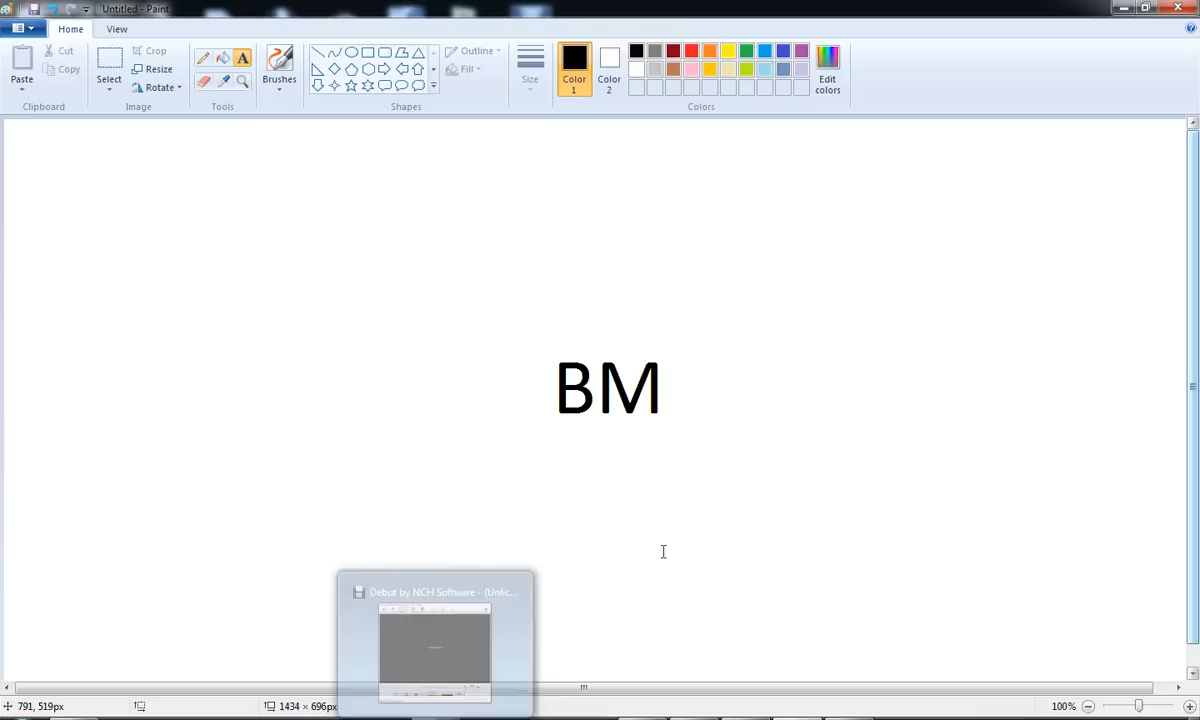 Untitled - Paint
Home
View
Paste
Cut
Copy
Clipboard
Select
Crop
Resize
Rotate
Image
A
Tools
Brushes
Outline
Fill
Shapes
Size
Color
1
Color
2
Edit
colors
Colors
BM
Debut by NCH Software - (Unlic...
791, 519px
1434 × 696px
100%